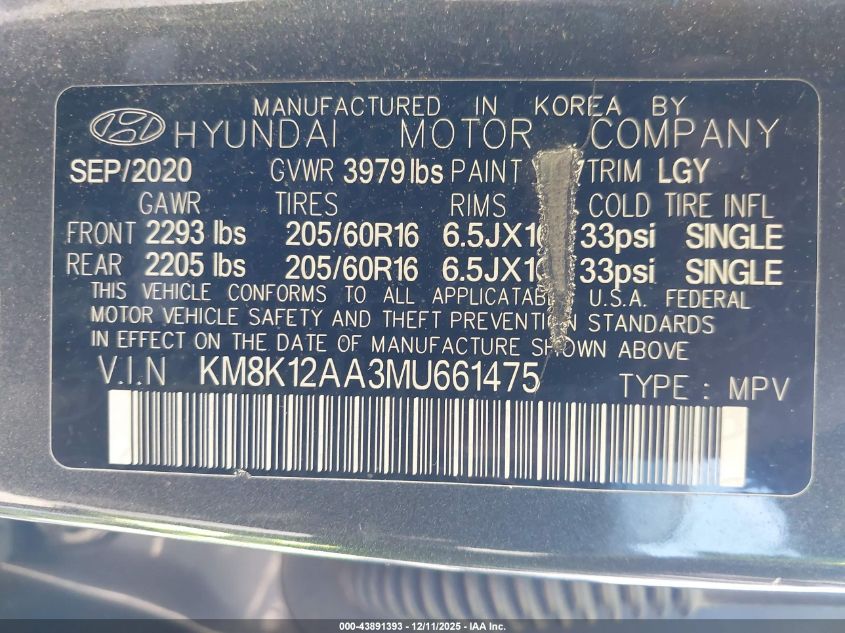 MANUFACTURED IN KOREA BY
HYUNDAI MOTOR COMPANY
SEP/2020 GVWR 3979lbs PAINT TRIM LGY
GAWR TIRES RIMS COLD TIRE INFL
FRONT 2293 lbs 205/60R16 33psi SINGLE
REAR 2205 lbs 205/60R16 33psi SINGLE
THIS VEHICLE CONFORMS TO ALL U.S.A. FEDERAL
MOTOR VEHICLE SAFETY AND THEFT PREVENTION STANDARDS
IN EFFECT ON THE DATE OF MANUFACTURE SHOWN ABOVE
V.I.N KM8K12AA3MU661475 TYPE : MPV
000-43891393 - 12/11/2025 - IAA Inc.